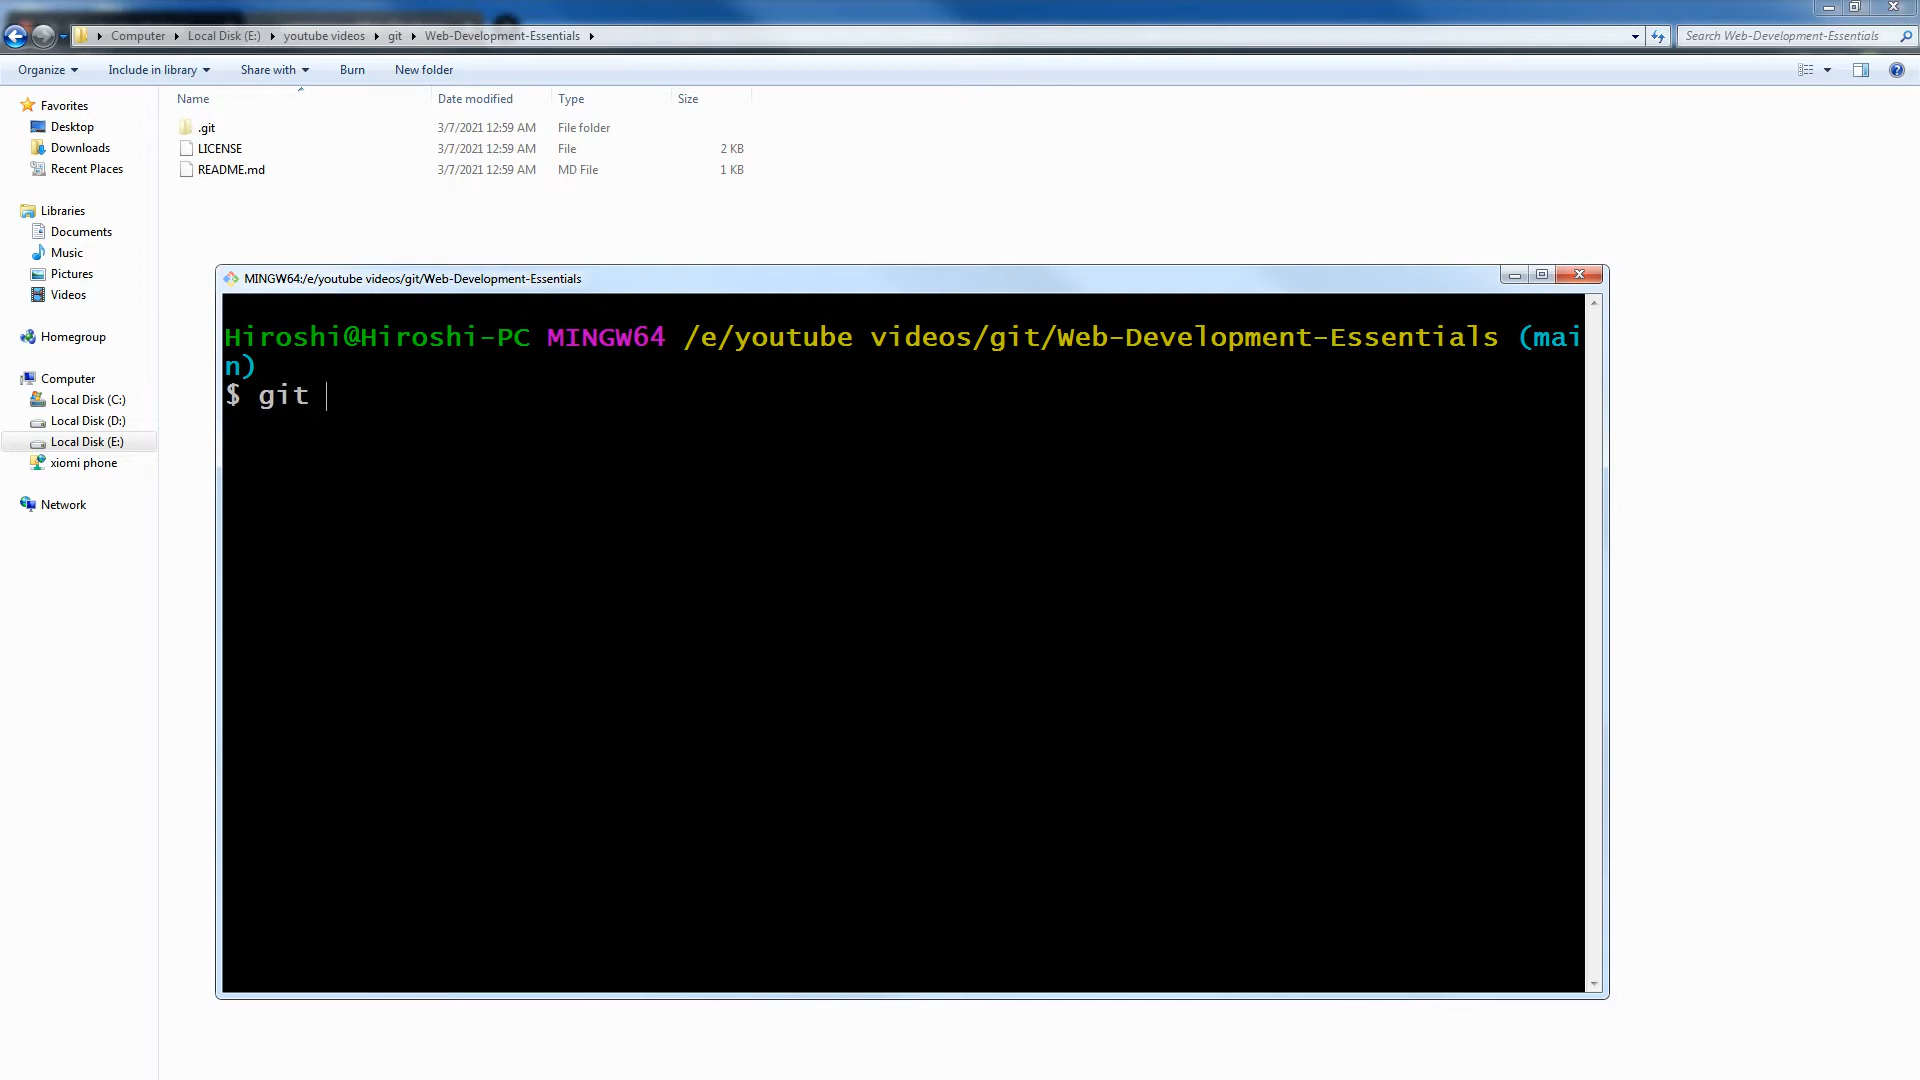 Computer Local Disk (E:) youtube videos git Web-Development-Essentials Search Web-Development-Essentials
Organize Include in library Share with Burn New folder
Name Date modified Type Size
.git 3/7/2021 12:59 AM File folder
LICENSE 3/7/2021 12:59 AM File 2 KB
README.md 3/7/2021 12:59 AM MD File 1 KB
Favorites
Desktop
Downloads
Recent Places
Libraries
Documents
Music
Pictures
Videos
Homegroup
Computer
Local Disk (C:)
Local Disk (D:)
Local Disk (E:)
xiomi phone
Network
MINGW64:/e/youtube videos/git/Web-Development-Essentials
Hiroshi@Hiroshi-PC MINGW64 /e/youtube videos/git/Web-Development-Essentials (mai
n)
$ git